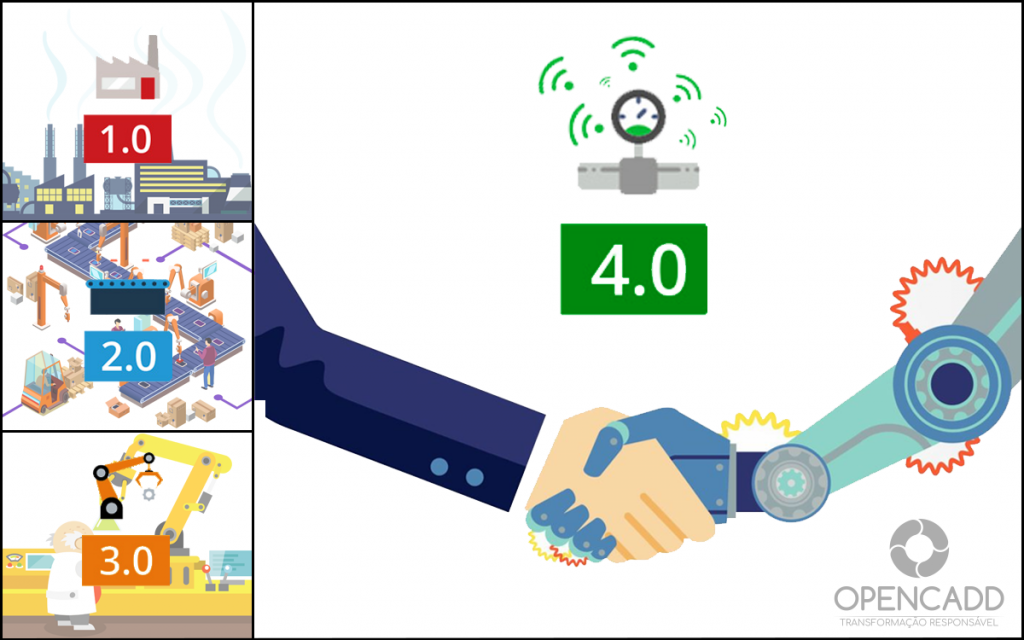 1.0
2.0
3.0
4.0
OPENCADD
TRANSFORMAÇÃO RESPONSÁVEL